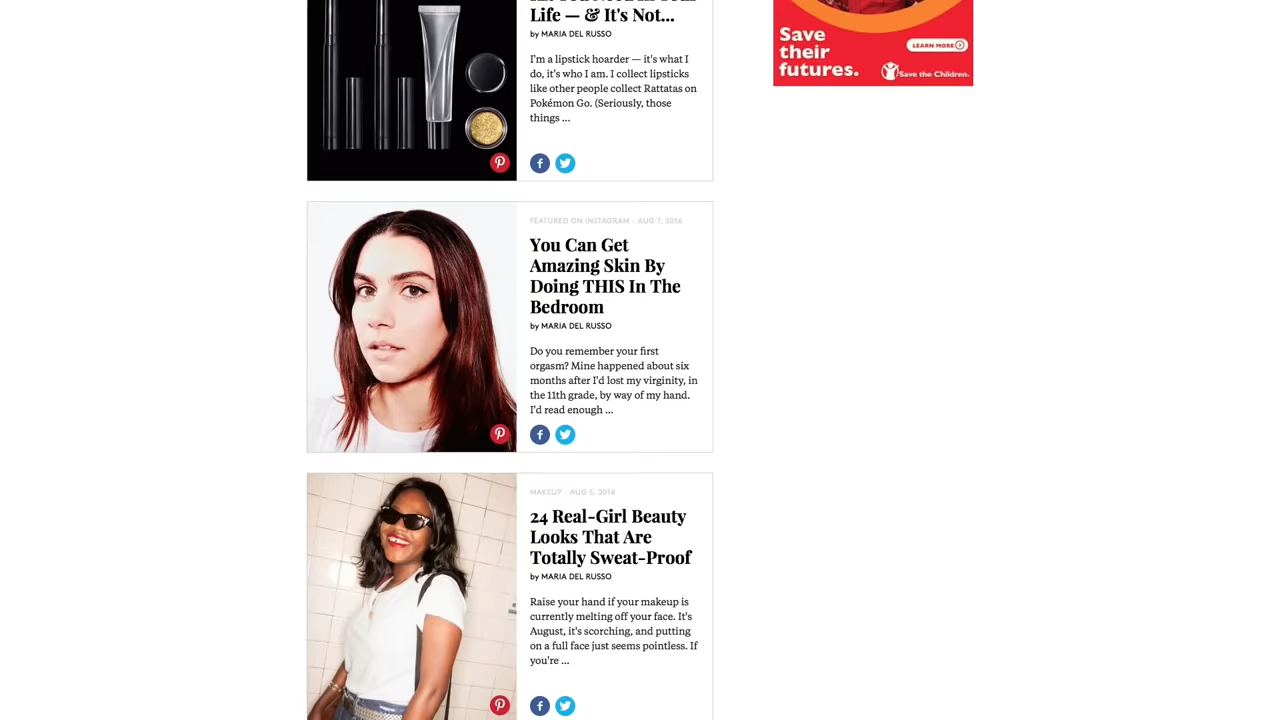 Life — & It's Not...
by MARIA DEL RUSSO
I'm a lipstick hoarder — it's what I
do, it's who I am. I collect lipsticks
like other people collect Rattatas on
Pokémon Go. (Seriously, those
things ...
FEATURED ON INSTAGRAM · AUG 7, 2016
You Can Get
Amazing Skin By
Doing THIS In The
Bedroom
by MARIA DEL RUSSO
Do you remember your first
orgasm? Mine happened about six
months after I'd lost my virginity, in
the 11th grade, by way of my hand.
I'd read enough ...
MAKEUP · AUG 5, 2016
24 Real-Girl Beauty
Looks That Are
Totally Sweat-Proof
by MARIA DEL RUSSO
Raise your hand if your makeup is
currently melting off your face. It's
August, it's scorching, and putting
on a full face just seems pointless. If
you're ...
Save
their
futures.
LEARN MORE
Save the Children.